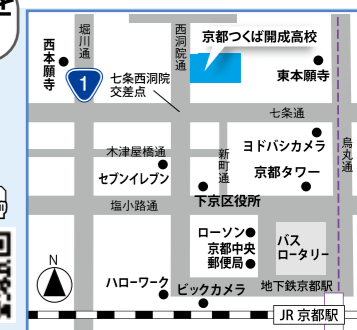 堀川通
西洞院通
京都つくば開成高校
西本願寺
1
七条西洞院
交差点
東本願寺
七条通
烏丸通
ヨドバシカメラ
木津屋橋通
新町通
セブンイレブン
京都タワー
下京区役所
塩小路通
ローソン
京都中央
郵便局
バス
ロータリー
N
ハローワーク
ビックカメラ
地下鉄京都駅
JR 京都駅